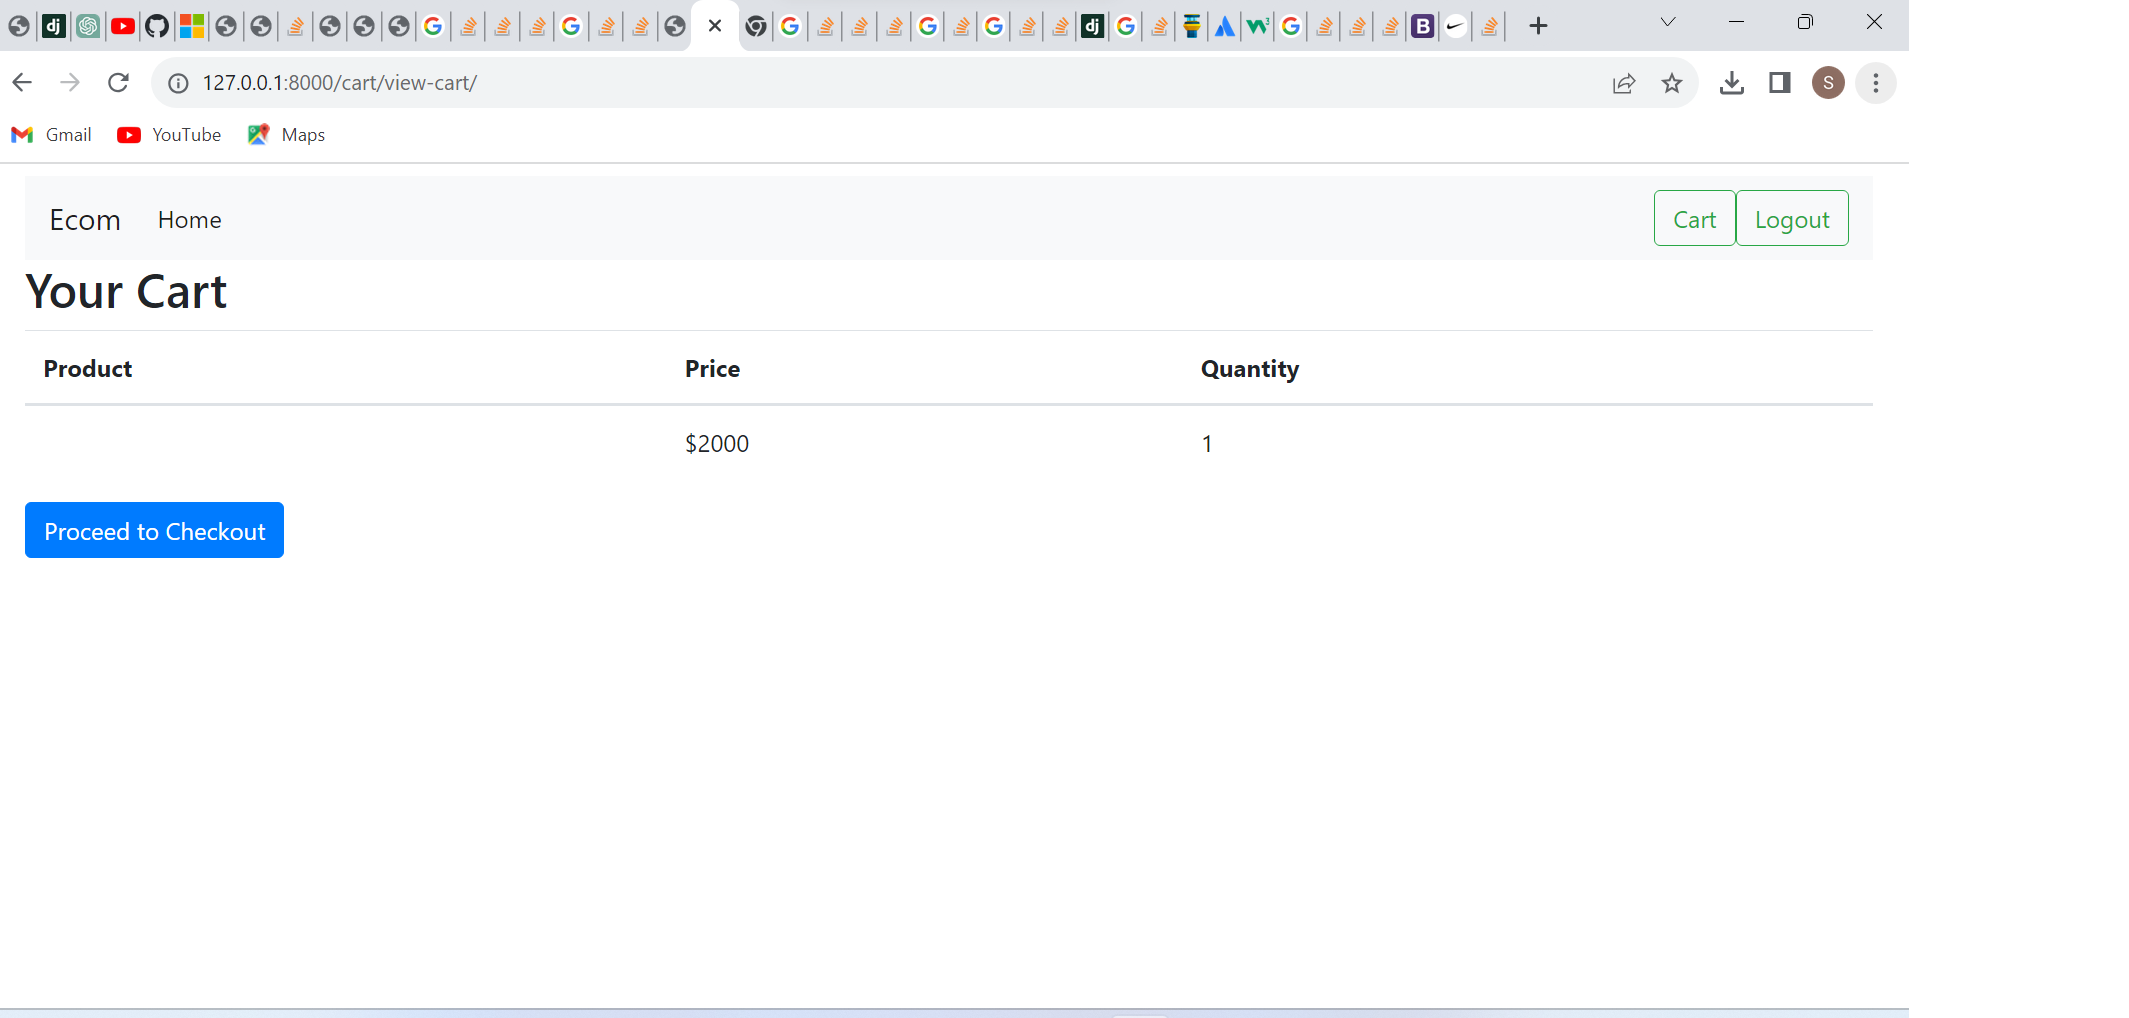 dj
B
127.0.0.1:8000/cart/view-cart/
S
Gmail YouTube Maps
Ecom Home Cart Logout
Your Cart
Product Price Quantity
$2000 1
Proceed to Checkout